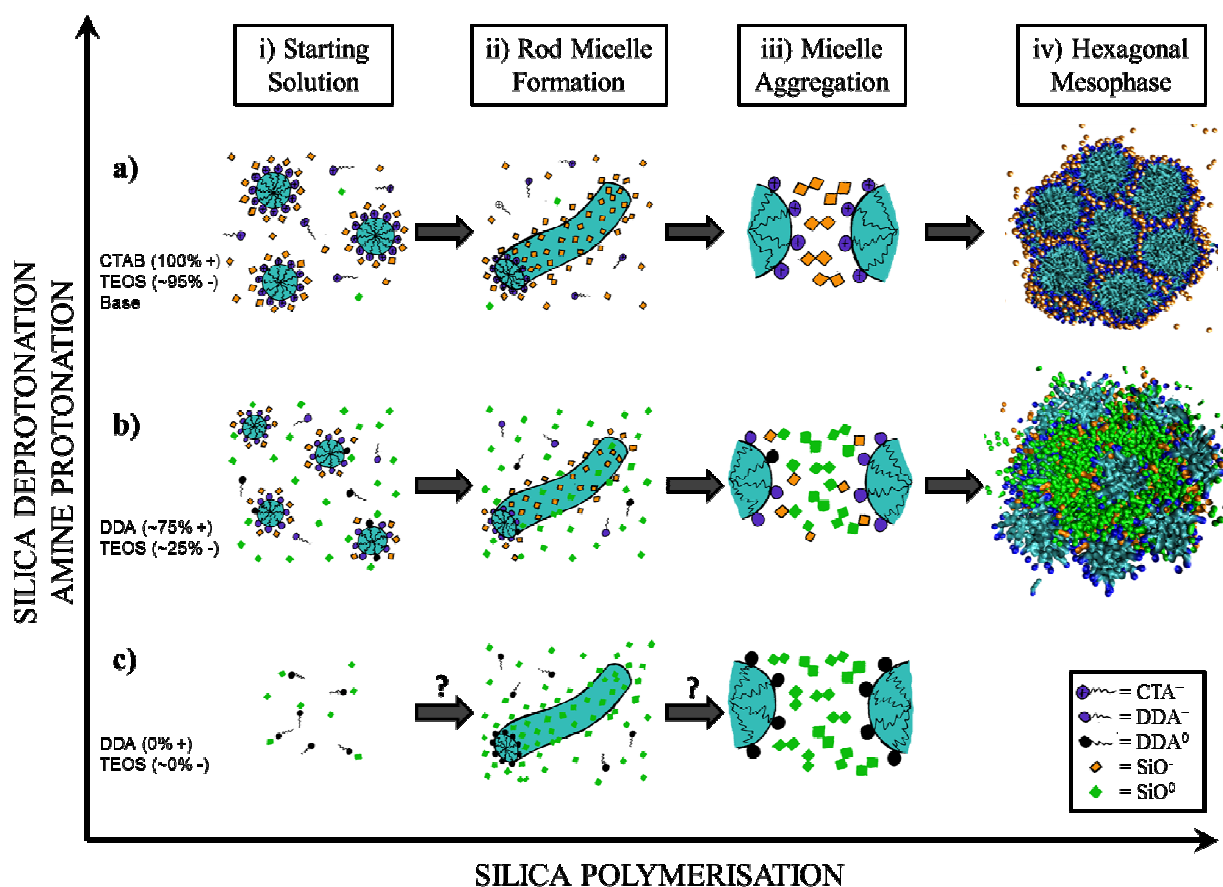 i) Starting
Solution
ii) Rod Micelle
Formation
iii) Micelle
Aggregation
iv) Hexagonal
Mesophase
a)
CTAB (100% +)
TEOS (~95% -)
Base
b)
DDA (~75% +)
TEOS (~25% -)
c)
DDA (0% +)
TEOS (~0% -)
?
?
= CTA⁻
= DDA⁻
= DDA⁰
= SiO⁻
= SiO⁰
SILICA DEPROTONATION
AMINE PROTONATION
SILICA POLYMERISATION